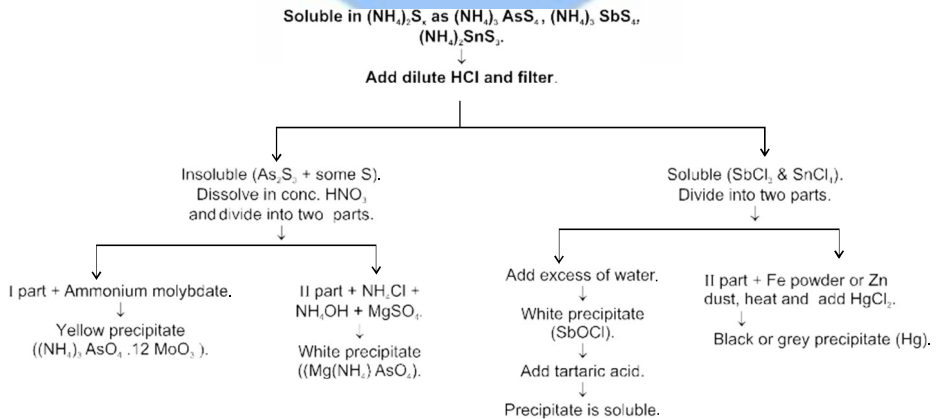 Soluble in (NH₄)₂Sₓ as (NH₄)₃ AsS₄, (NH₄)₃ SbS₄,
(NH₄)₂SnS₃.
↓
Add dilute HCl and filter.
Insoluble (As₂S₃ + some S).
Dissolve in conc. HNO₃
and divide into two parts.
↓
I part + Ammonium molybdate.
↓
Yellow precipitate
((NH₄)₃ AsO₄ .12 MoO₃ ).
II part + NH₄Cl +
NH₄OH + MgSO₄.
↓
White precipitate
((Mg(NH₄) AsO₄).
Soluble (SbCl₃ & SnCl₄).
Divide into two parts.
↓
Add excess of water.
↓
White precipitate
(SbOCl).
↓
Add tartaric acid.
↓
Precipitate is soluble.
II part + Fe powder or Zn
dust, heat and add HgCl₂.
↓
Black or grey precipitate (Hg).